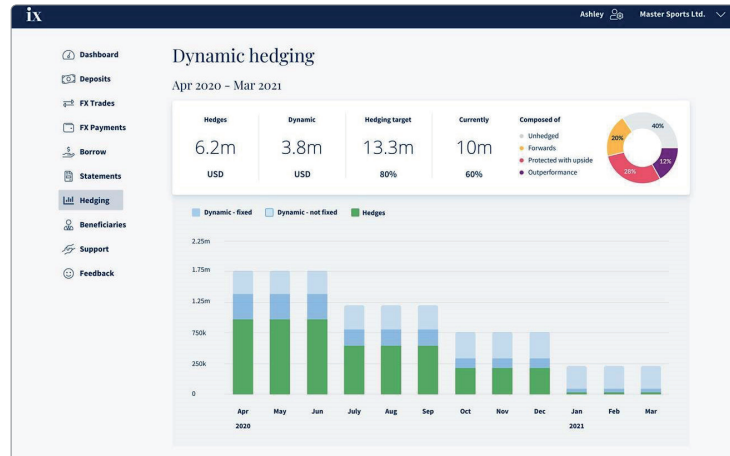 ix
Ashley
Master Sports Ltd.
Dashboard
Deposits
FX Trades
FX Payments
Borrow
Statements
Hedging
Beneficiaries
Support
Feedback
Dynamic hedging
Apr 2020 - Mar 2021
Hedges
6.2m
USD
Dynamic
3.8m
USD
Hedging target
13.3m
80%
Currently
10m
60%
Composed of
Unhedged
Forwards
Protected with upside
Outperformance
40%
20%
12%
28%
Dynamic - fixed
Dynamic - not fixed
Hedges
2.25m
1.75m
1.25m
750k
250k
0
Apr May Jun July Aug Sep Oct Nov Dec Jan Feb Mar
2020 2021